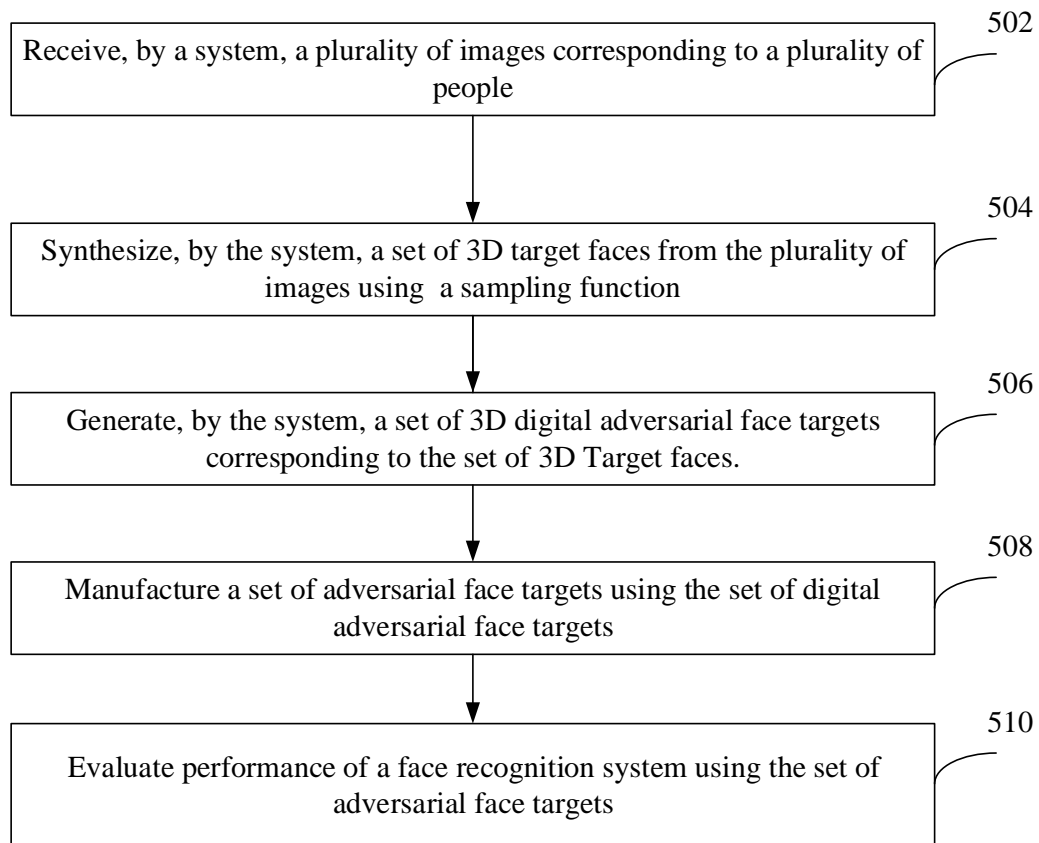 502
Receive, by a system, a plurality of images corresponding to a plurality of
people
504
Synthesize, by the system, a set of 3D target faces from the plurality of
images using  a sampling function
506
Generate, by the system, a set of 3D digital adversarial face targets
corresponding to the set of 3D Target faces.
508
Manufacture a set of adversarial face targets using the set of digital
adversarial face targets
510
Evaluate performance of a face recognition system using the set of
adversarial face targets